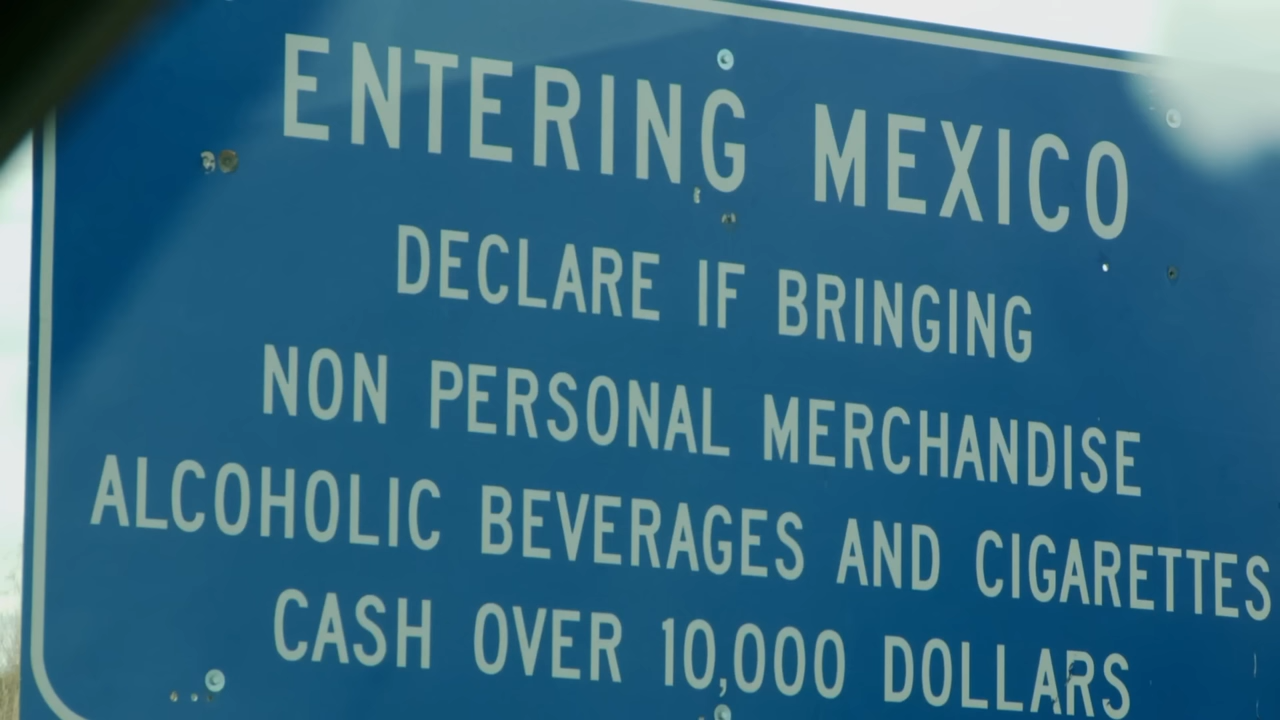 ENTERING MEXICO
DECLARE IF BRINGING
NON PERSONAL MERCHANDISE
ALCOHOLIC BEVERAGES AND CIGARETTES
CASH OVER 10,000 DOLLARS